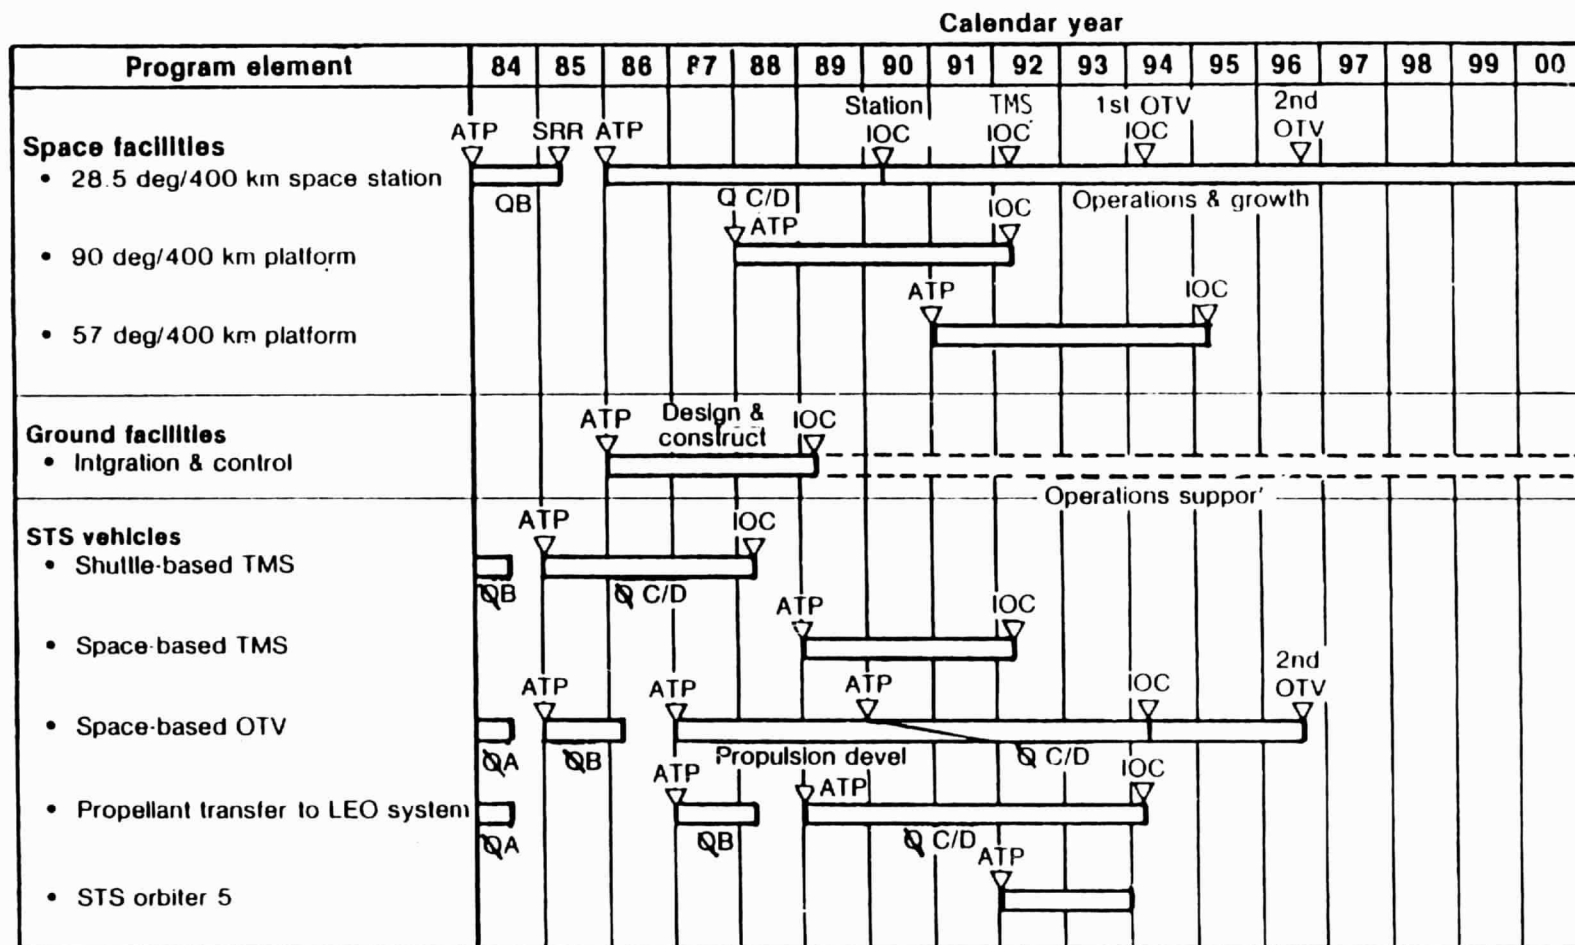 Calendar year
Program element 84 85 86 87 88 89 90 91 92 93 94 95 96 97 98 99 00
Station TMS 1st OTV 2nd
ATP SRR ATP IOC IOC IOC OTV
Space facilities
• 28.5 deg/400 km space station
QB Q C/D IOC Operations & growth
ATP
• 90 deg/400 km platform
ATP IOC
• 57 deg/400 km platform
ATP Design & construct IOC
Ground facilities
• Intgration & control
Operations suppor
ATP IOC
STS vehicles
• Shuttle-based TMS
ØB Ø C/D ATP IOC
• Space-based TMS
2nd
ATP ATP ATP IOC OTV
• Space-based OTV
ØA ØB Propulsion devel Ø C/D
ATP ATP IOC
• Propellant transfer to LEO system
ØA ØB Ø C/D ATP
• STS orbiter 5